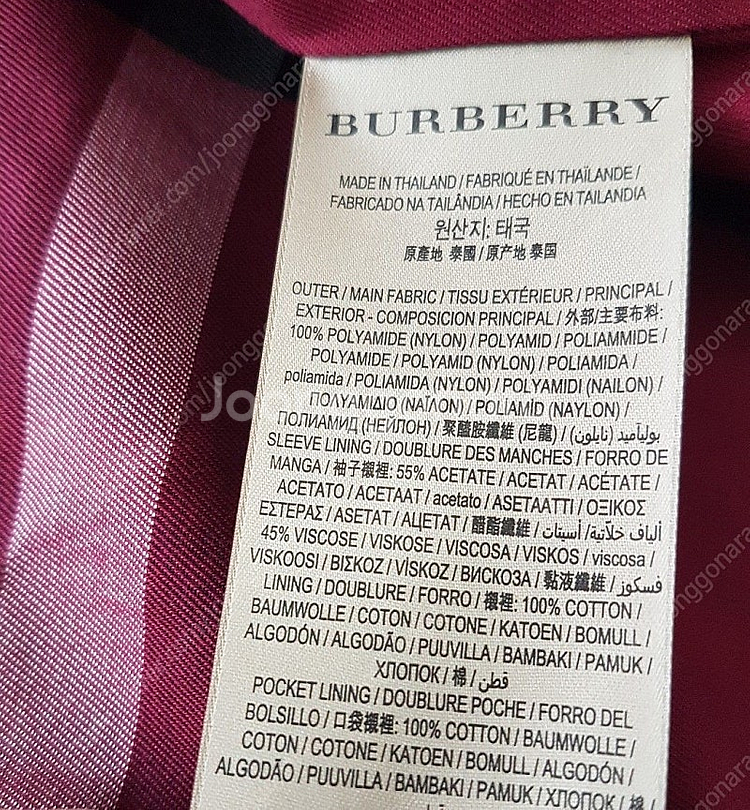 BURBERRY
MADE IN THAILAND / FABRIQUÉ EN THAÏLANDE /
FABRICADO NA TAILÂNDIA / HECHO EN TAILANDIA
원산지: 태국
原產地 泰國 / 原产地 泰国
OUTER / MAIN FABRIC / TISSU EXTÉRIEUR / PRINCIPAL /
EXTERIOR - COMPOSICION PRINCIPAL / 外部/主要布料:
100% POLYAMIDE (NYLON) / POLYAMID / POLIAMMIDE /
POLYAMIDE / POLYAMID (NYLON) / POLIAMIDA /
poliamida / POLIAMIDA (NYLON) / POLYAMIDI (NAILON) /
ΠΟΛΥΑΜΙΔΙΟ (ΝΑΪΛΟΝ) / POLİAMİD (NAYLON) /
ПОЛИАМИД (НЕЙЛОН) / 聚醯胺纖維 (尼龍) / بوليأميد (نايلون) /
SLEEVE LINING / DOUBLURE DES MANCHES / FORRO DE
MANGA / 袖子襯裡: 55% ACETATE / ACETAT / ACÉTATE /
ACETATO / ACETAAT / acetato / ASETAATTI / ΟΞΙΚΟΣ
ΕΣΤΕΡΑΣ / ASETAT / АЦЕТАТ / 醋酯纖維 / ألياف خلاّتية/ أسيتات /
45% VISCOSE / VISKOSE / VISCOSA / VISKOS / viscosa /
VISKOOSI / ΒΙΣΚΟΖ / VİSKOZ / ВИСКОЗА / 黏液纖維 / فسكوز /
LINING / DOUBLURE / FORRO / 襯裡: 100% COTTON /
BAUMWOLLE / COTON / COTONE / KATOEN / BOMULL /
ALGODÓN / ALGODÃO / PUUVILLA / BAMBAKI / PAMUK /
ХЛОПОК / 棉 / قطن /
POCKET LINING / DOUBLURE POCHE / FORRO DEL
BOLSILLO / 口袋襯裡: 100% COTTON / BAUMWOLLE /
COTON / COTONE / KATOEN / BOMULL / ALGODÓN /
ALGODÃO / PUUVILLA / BAMBAKI / PAMUK / ХЛОПОК / 棉 /